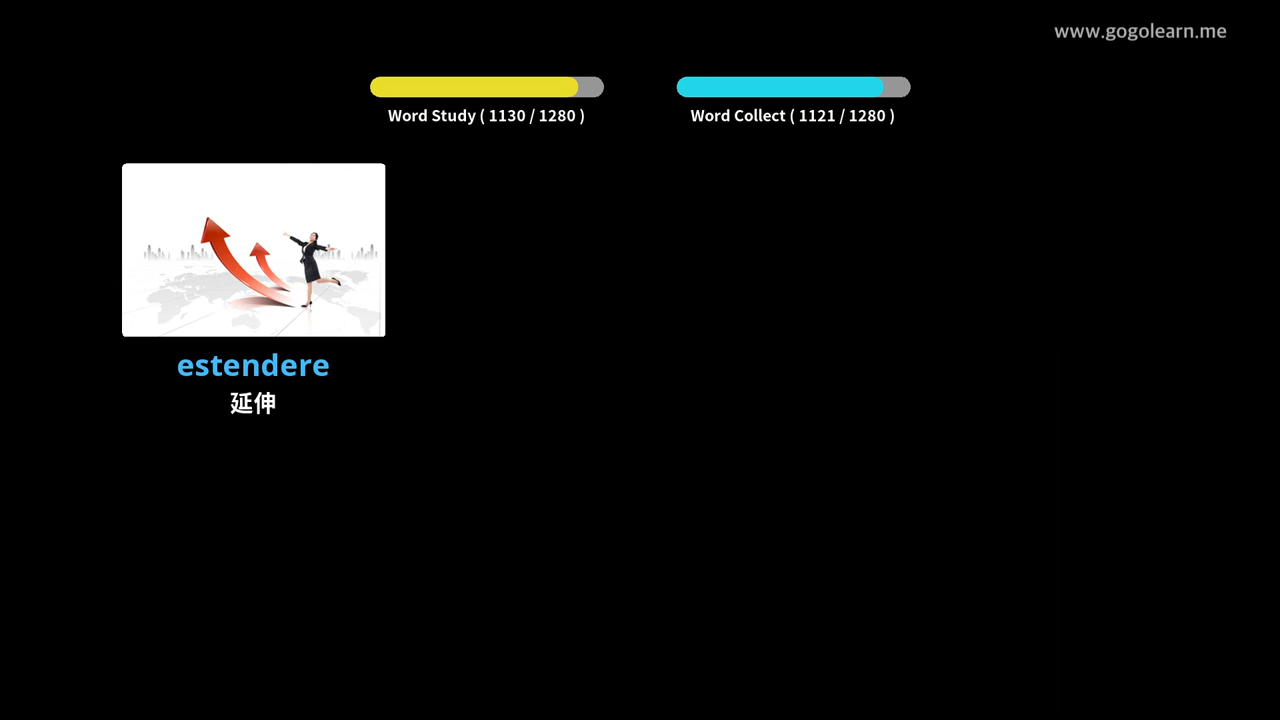 www.gogolearn.me
Word Study ( 1130 / 1280 )
Word Collect ( 1121 / 1280 )
estendere
延伸